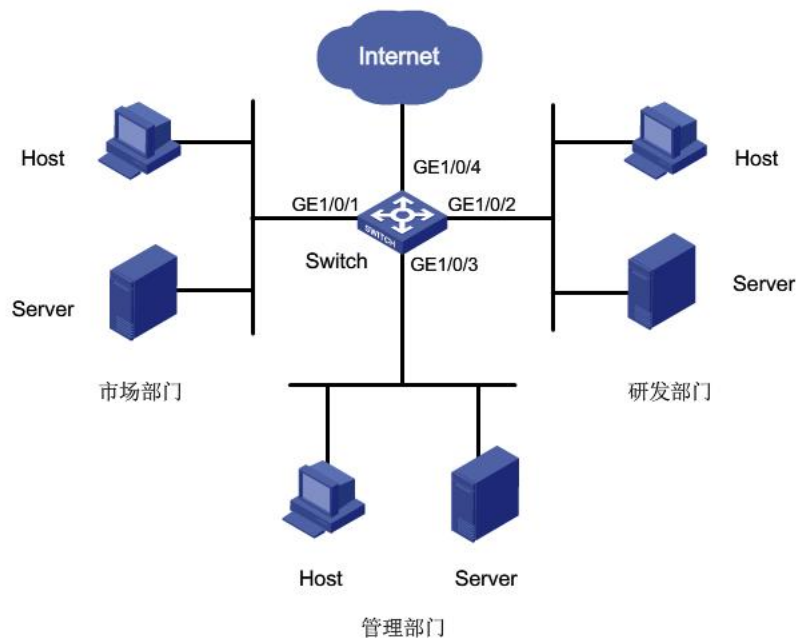 Internet
Host
GE1/0/4
Host
GE1/0/1
GE1/0/2
SWITCH
Switch
GE1/0/3
Server
Server
市场部门
研发部门
Host
Server
管理部门